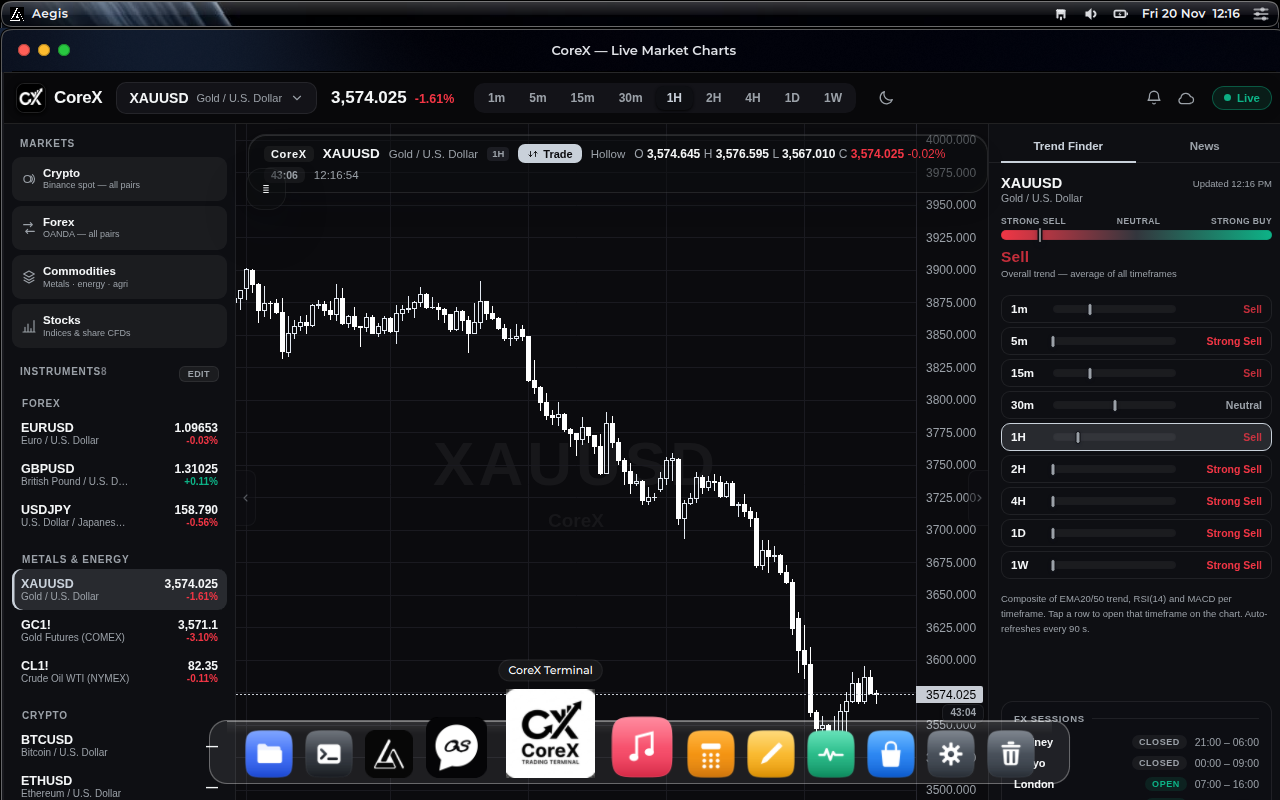 Aegis
Fri 20 Nov 12:16
CoreX — Live Market Charts
CX CoreX
XAUUSD Gold / U.S. Dollar
3,574.025 -1.61%
1m 5m 15m 30m 1H 2H 4H 1D 1W
Live
MARKETS
Crypto
Binance spot — all pairs
Forex
OANDA — all pairs
Commodities
Metals · energy · agri
Stocks
Indices & share CFDs
INSTRUMENTS8 EDIT
FOREX
EURUSD 1.09653
Euro / U.S. Dollar -0.03%
GBPUSD 1.31025
British Pound / U.S. D… +0.11%
USDJPY 158.790
U.S. Dollar / Japanes… -0.56%
METALS & ENERGY
XAUUSD 3,574.025
Gold / U.S. Dollar -1.61%
GC1! 3,571.1
Gold Futures (COMEX) -3.10%
CL1! 82.35
Crude Oil WTI (NYMEX) -0.11%
CRYPTO
BTCUSD —
Bitcoin / U.S. Dollar
ETHUSD —
Ethereum / U.S. Dollar
CoreX XAUUSD Gold / U.S. Dollar 1H Trade Hollow O 3,574.645 H 3,576.595 L 3,567.010 C 3,574.025 -0.02%
43:06 12:16:54
XAUUSD
CoreX
4000.000
3975.000
3950.000
3925.000
3900.000
3875.000
3850.000
3825.000
3800.000
3775.000
3750.000
3725.000
3700.000
3675.000
3650.000
3625.000
3600.000
3574.025
43:04
3550.000
3500.000
CoreX Terminal
as
CX
CoreX
TRADING TERMINAL
Trend Finder News
XAUUSD Updated 12:16 PM
Gold / U.S. Dollar
STRONG SELL NEUTRAL STRONG BUY
Sell
Overall trend — average of all timeframes
1m Sell
5m Strong Sell
15m Sell
30m Neutral
1H Sell
2H Strong Sell
4H Strong Sell
1D Strong Sell
1W Strong Sell
Composite of EMA20/50 trend, RSI(14) and MACD per
timeframe. Tap a row to open that timeframe on the chart. Auto-
refreshes every 90 s.
FX SESSIONS
CLOSED 21:00 – 06:00
CLOSED 00:00 – 09:00
London OPEN 07:00 – 16:00